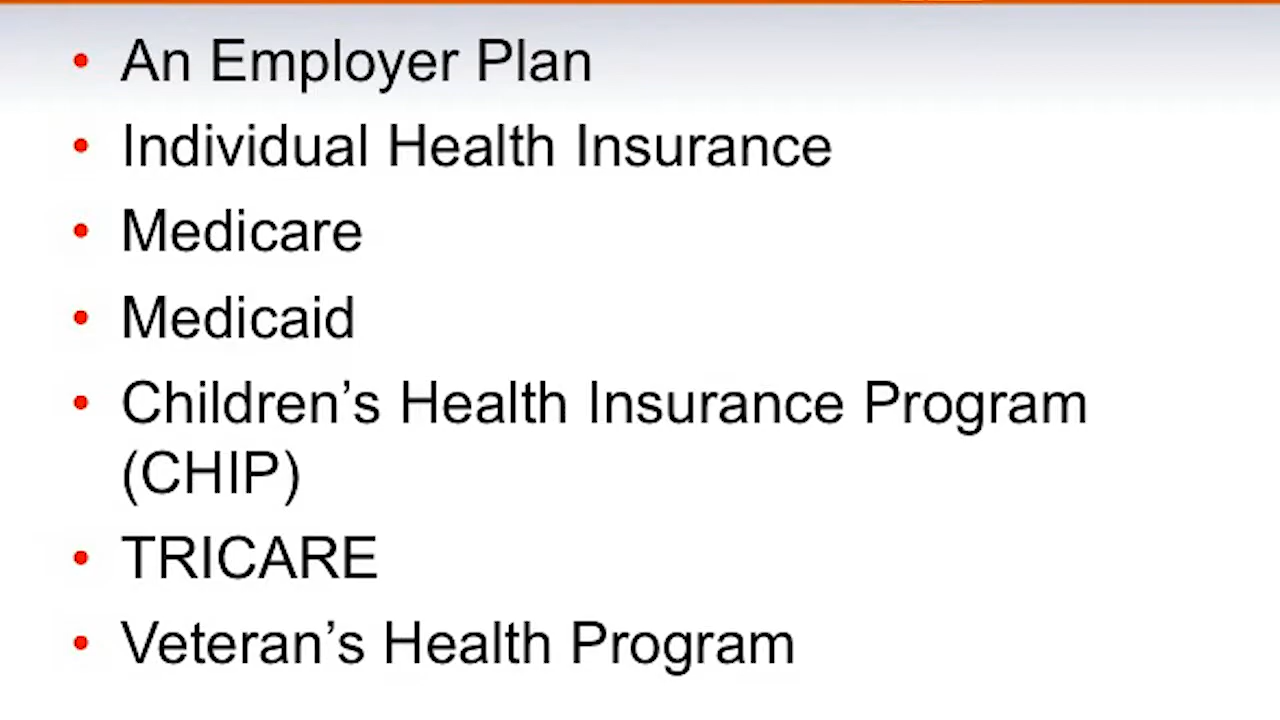 • An Employer Plan
• Individual Health Insurance
• Medicare
• Medicaid
• Children’s Health Insurance Program
(CHIP)
• TRICARE
• Veteran’s Health Program